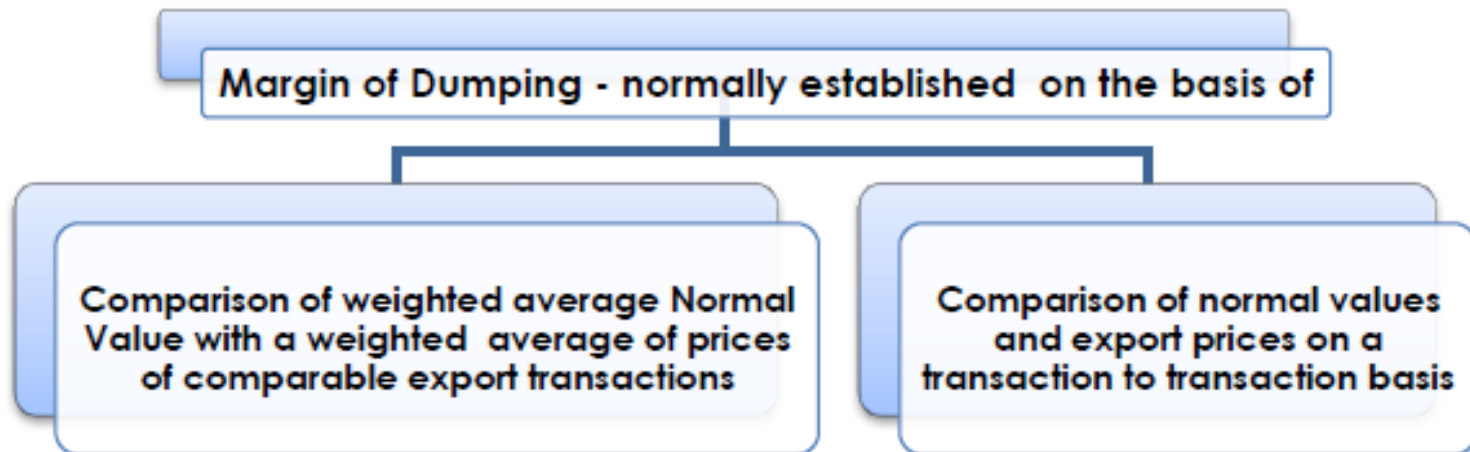 Margin of Dumping - normally established  on the basis of
Comparison of weighted average Normal
Value with a weighted  average of prices
of comparable export transactions
Comparison of normal values
and export prices on a
transaction to transaction basis